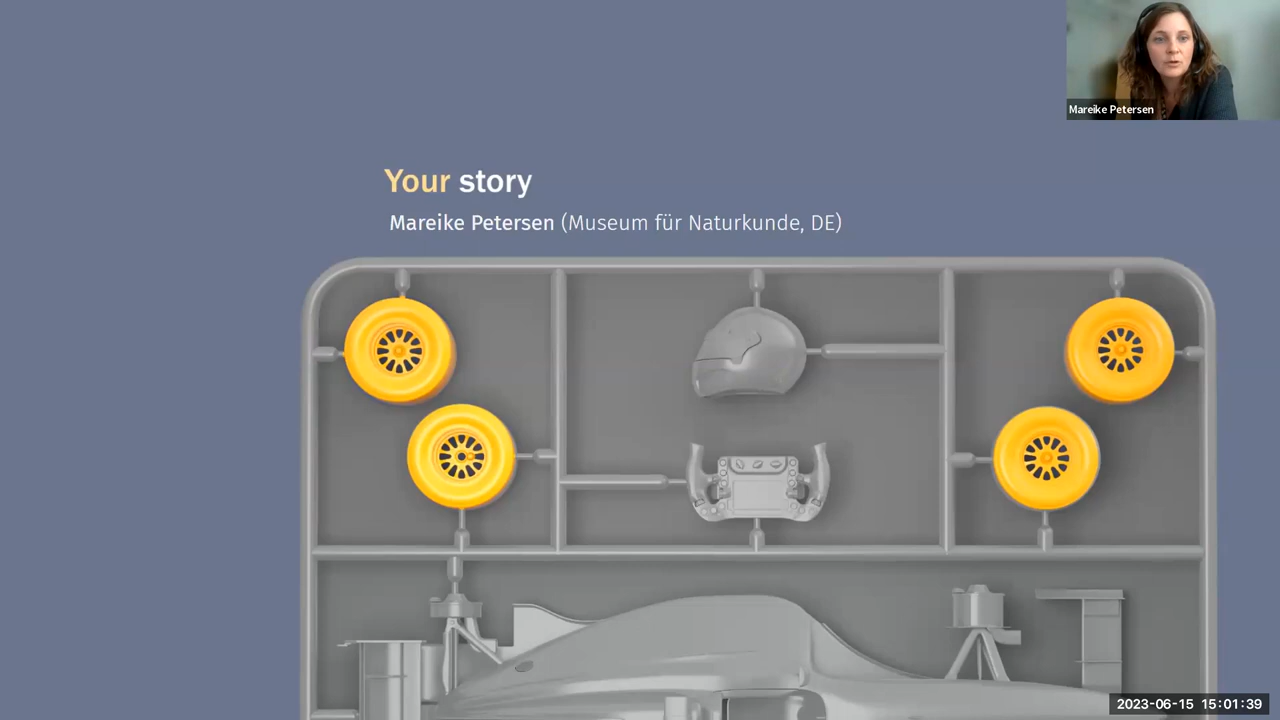 Mareike Petersen
Your story
Mareike Petersen (Museum für Naturkunde, DE)
2023-06-15 15:01:39